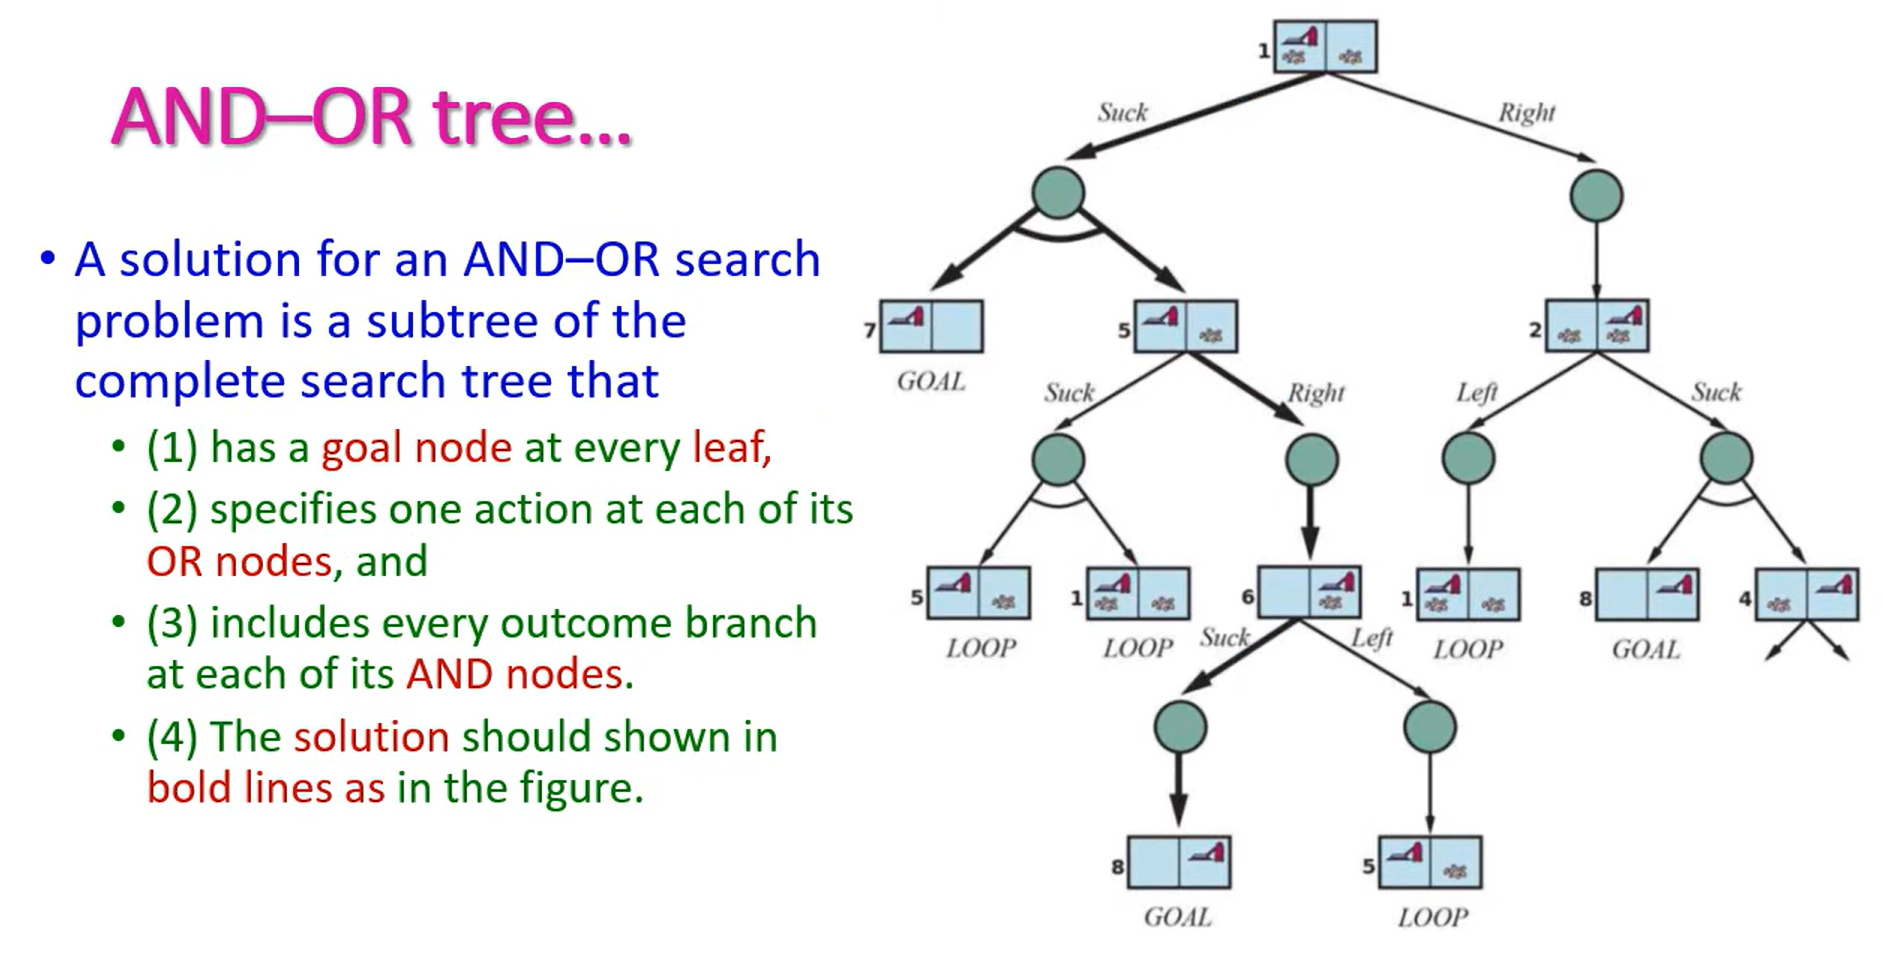 AND–OR tree...
• A solution for an AND–OR search
problem is a subtree of the
complete search tree that
• (1) has a goal node at every leaf,
• (2) specifies one action at each of its
OR nodes, and
• (3) includes every outcome branch
at each of its AND nodes.
• (4) The solution should shown in
bold lines as in the figure.
1
Suck Right
7 5 2
GOAL
Suck Right Left Suck
5 1 6 1 8 4
LOOP LOOP Suck Left LOOP GOAL
8 5
GOAL LOOP